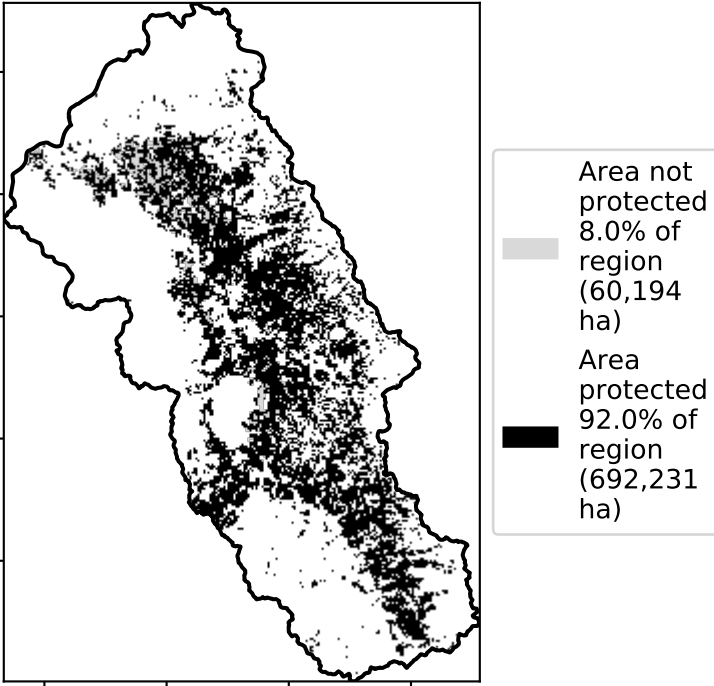 Area not
protected
8.0% of
region
(60,194
ha)
Area
protected
92.0% of
region
(692,231
ha)